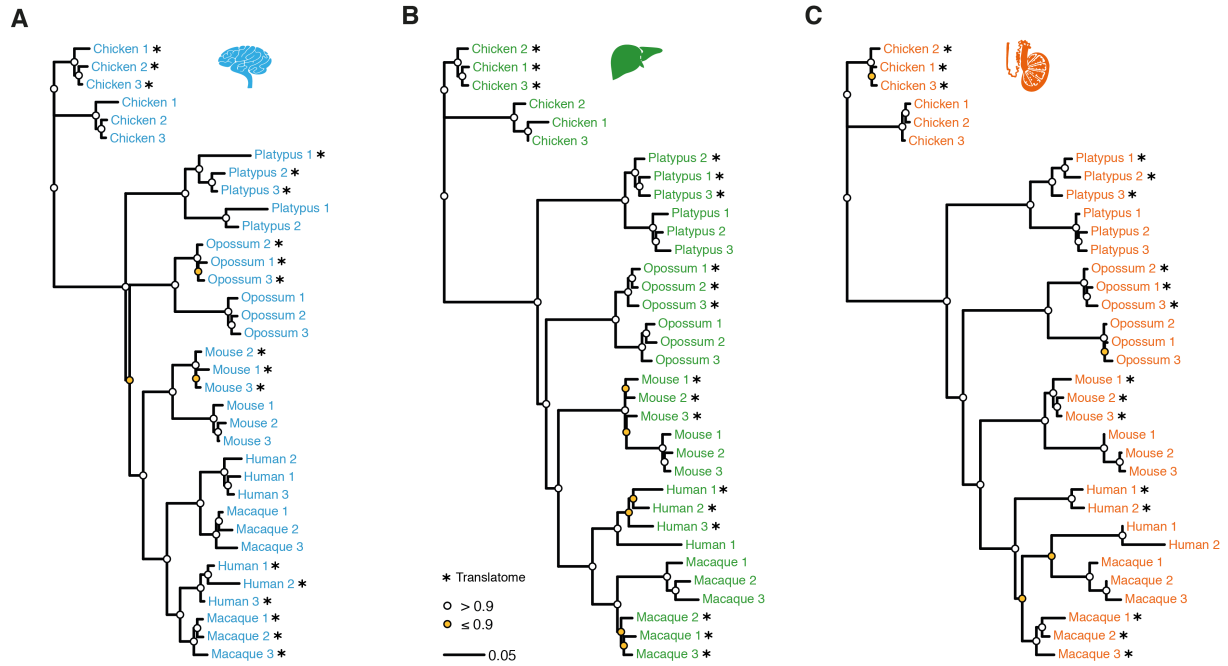 A
Chicken 1 *
Chicken 2 *
Chicken 3 *
Chicken 1
Chicken 2
Chicken 3
Platypus 1 *
Platypus 2 *
Platypus 3 *
Platypus 1
Platypus 2
Opossum 2 *
Opossum 1 *
Opossum 3 *
Opossum 1
Opossum 2
Opossum 3
Mouse 2 *
Mouse 1 *
Mouse 3 *
Mouse 1
Mouse 2
Mouse 3
Human 2
Human 1
Human 3
Macaque 1
Macaque 2
Macaque 3
Human 1 *
Human 2 *
Human 3 *
Macaque 1 *
Macaque 2 *
Macaque 3 *
B
Chicken 2 *
Chicken 1 *
Chicken 3 *
Chicken 2
Chicken 1
Chicken 3
Platypus 2 *
Platypus 1 *
Platypus 3 *
Platypus 1
Platypus 2
Platypus 3
Opossum 1 *
Opossum 2 *
Opossum 3 *
Opossum 1
Opossum 2
Opossum 3
Mouse 1 *
Mouse 2 *
Mouse 3 *
Mouse 1
Mouse 2
Mouse 3
Human 1 *
Human 2 *
Human 3 *
Human 1
Macaque 1
Macaque 2
Macaque 3
Macaque 2 *
Macaque 1 *
Macaque 3 *
* Translatome
> 0.9
≤ 0.9
0.05
C
Chicken 2 *
Chicken 1 *
Chicken 3 *
Chicken 1
Chicken 2
Chicken 3
Platypus 1 *
Platypus 2 *
Platypus 3 *
Platypus 1
Platypus 2
Platypus 3
Opossum 2 *
Opossum 1 *
Opossum 3 *
Opossum 2
Opossum 1
Opossum 3
Mouse 1 *
Mouse 2 *
Mouse 3 *
Mouse 1
Mouse 2
Mouse 3
Human 1 *
Human 2 *
Human 1
Human 2
Macaque 1
Macaque 2
Macaque 3
Macaque 1 *
Macaque 2 *
Macaque 3 *